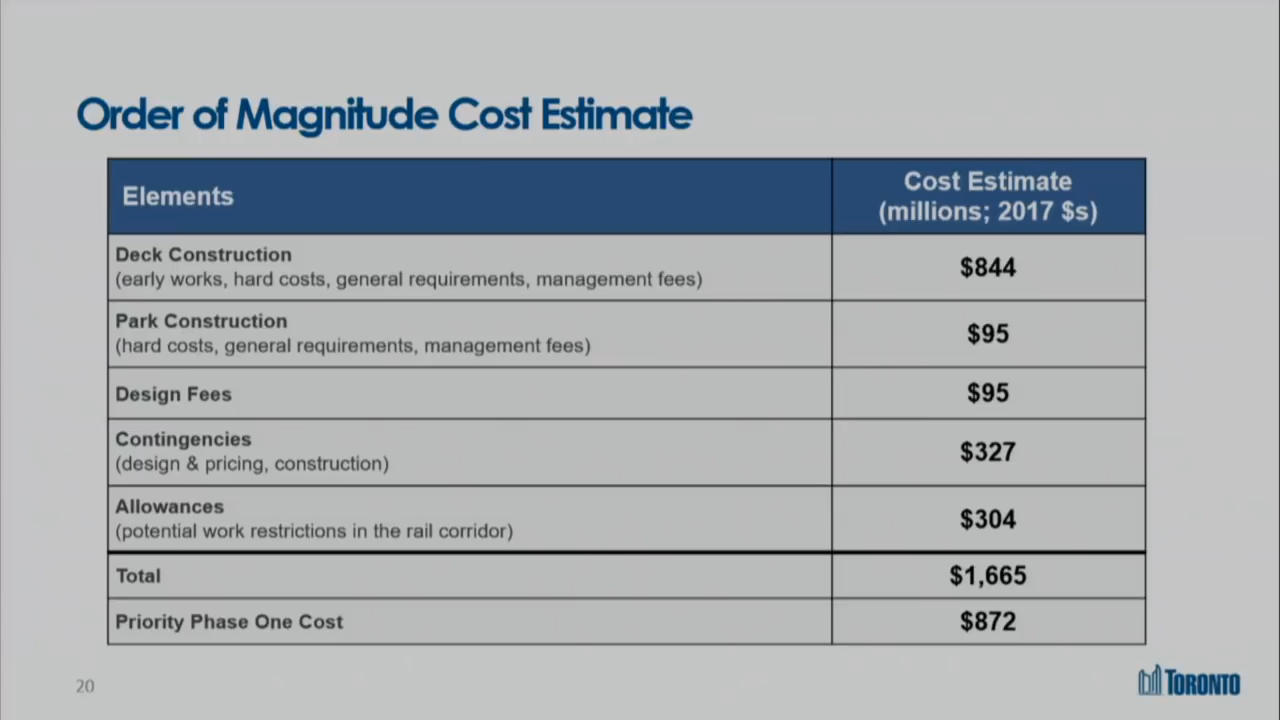 Order of Magnitude Cost Estimate
Elements
Cost Estimate
(millions; 2017 $s)
Deck Construction
(early works, hard costs, general requirements, management fees)
$844
Park Construction
(hard costs, general requirements, management fees)
$95
Design Fees
$95
Contingencies
(design & pricing, construction)
$327
Allowances
(potential work restrictions in the rail corridor)
$304
Total
$1,665
Priority Phase One Cost
$872
20
TORONTO